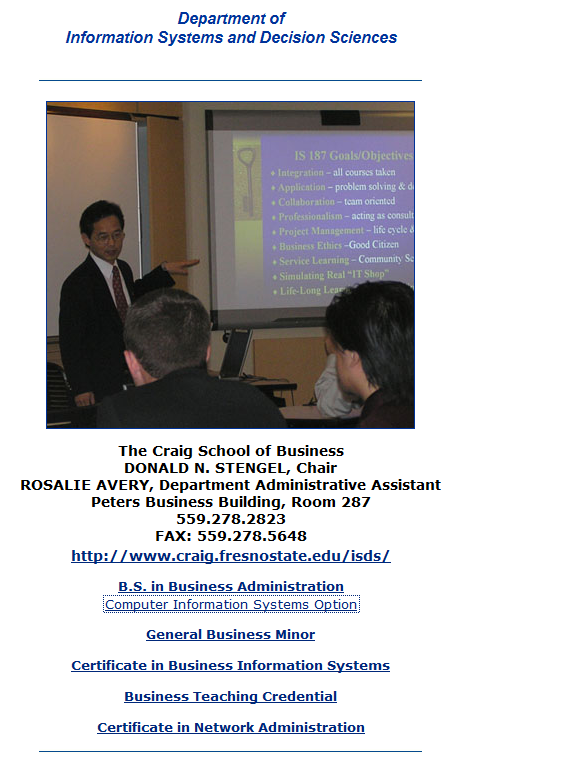 Department of
Information Systems and Decision Sciences
IS 187 Goals/Objectives
♦ Integration – all courses taken
♦ Application – problem solving & d
♦ Collaboration – team oriented
♦ Professionalism – acting as consult
♦ Project Management – life cycle &
♦ Business Ethics –Good Citizen
♦ Service Learning – Community Sc
♦ Simulating Real "IT Shop"
♦ Life-Long Lear
The Craig School of Business
DONALD N. STENGEL, Chair
ROSALIE AVERY, Department Administrative Assistant
Peters Business Building, Room 287
559.278.2823
FAX: 559.278.5648
http://www.craig.fresnostate.edu/isds/
B.S. in Business Administration
Computer Information Systems Option
General Business Minor
Certificate in Business Information Systems
Business Teaching Credential
Certificate in Network Administration